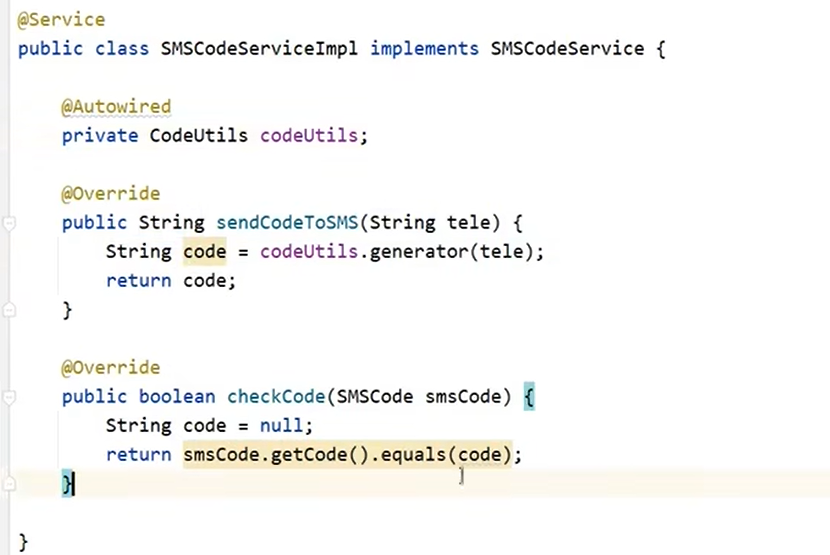 @Service
public class SMSCodeServiceImpl implements SMSCodeService {
@Autowired
private CodeUtils codeUtils;
@Override
public String sendCodeToSMS(String tele) {
String code = codeUtils.generator(tele);
return code;
}
@Override
public boolean checkCode(SMSCode smsCode) {
String code = null;
return smsCode.getCode().equals(code);
}
}